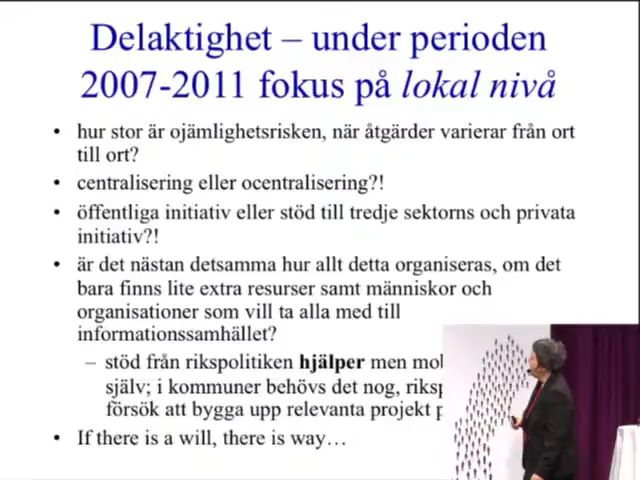 Delaktighet – under perioden
2007-2011 fokus på lokal nivå
• hur stor är ojämlighetsrisken, när åtgärder varierar från ort
till ort?
• centralisering eller ocentralisering?!
• öffentliga initiativ eller stöd till tredje sektorns och privata
initiativ?!
• är det nästan detsamma hur allt detta organiseras, om det
bara finns lite extra resurser samt människor och
organisationer som vill ta alla med till
informationssamhället?
– stöd från rikspolitiken hjälper men
själv; i kommuner behövs det nog,
försök att bygga upp relevanta projekt
• If there is a will, there is way…